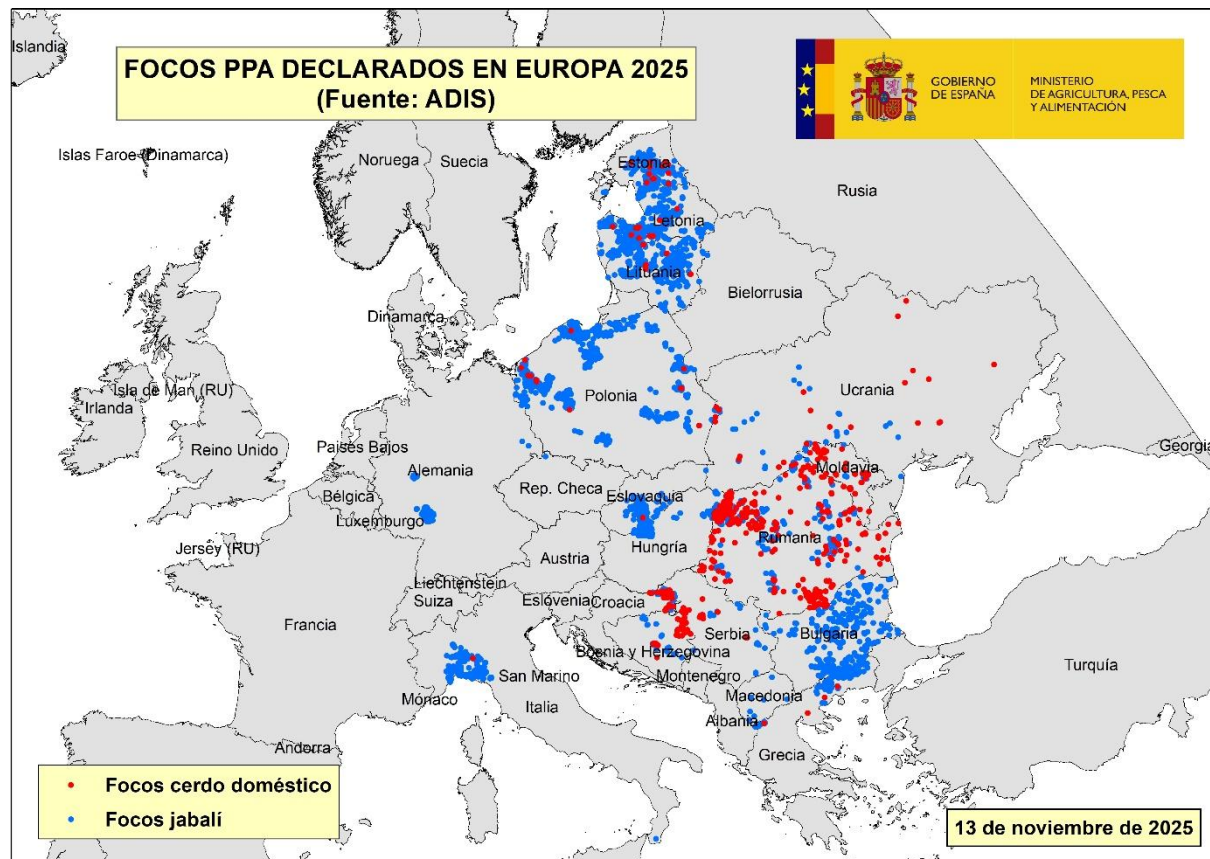 FOCOS PPA DECLARADOS EN EUROPA 2025
(Fuente: ADIS)
GOBIERNO
DE ESPAÑA
MINISTERIO
DE AGRICULTURA, PESCA
Y ALIMENTACIÓN
Islandia
Islas Faroe (Dinamarca)
Noruega
Suecia
Estonia
Rusia
Letonia
Lituania
Bielorrusia
Dinamarca
Isla de Man (RU)
Irlanda
Polonia
Ucrania
Reino Unido
Paises Bajos
Georgia
Alemania
Moldavia
Bélgica
Rep. Checa
Eslovaquia
Luxemburgo
Rumania
Jersey (RU)
Hungría
Austria
Liechtenstein
Suiza
Eslovenia
Croacia
Francia
Serbia
Bulgaria
Bosnia y Herzegovina
Turquía
San Marino
Montenegro
Mónaco
Macedonia
Italia
Albania
Andorra
Grecia
Focos cerdo doméstico
Focos jabalí
13 de noviembre de 2025